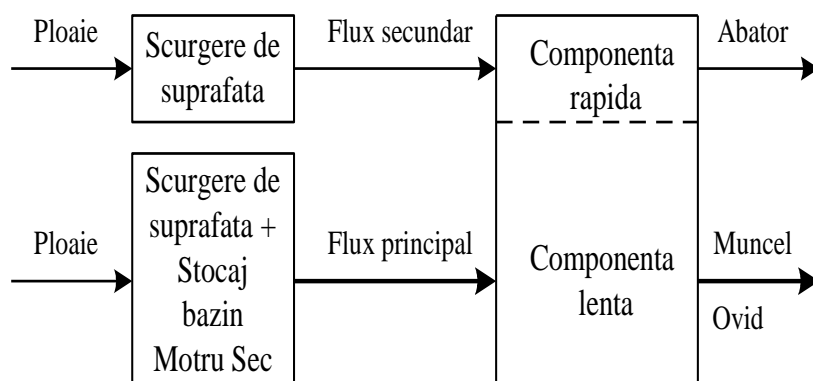 Ploaie
Scurgere de
suprafata
Flux secundar
Componenta
rapida
Abator
Ploaie
Scurgere de
suprafata +
Stocaj
bazin
Motru Sec
Flux principal
Componenta
lenta
Muncel
Ovid